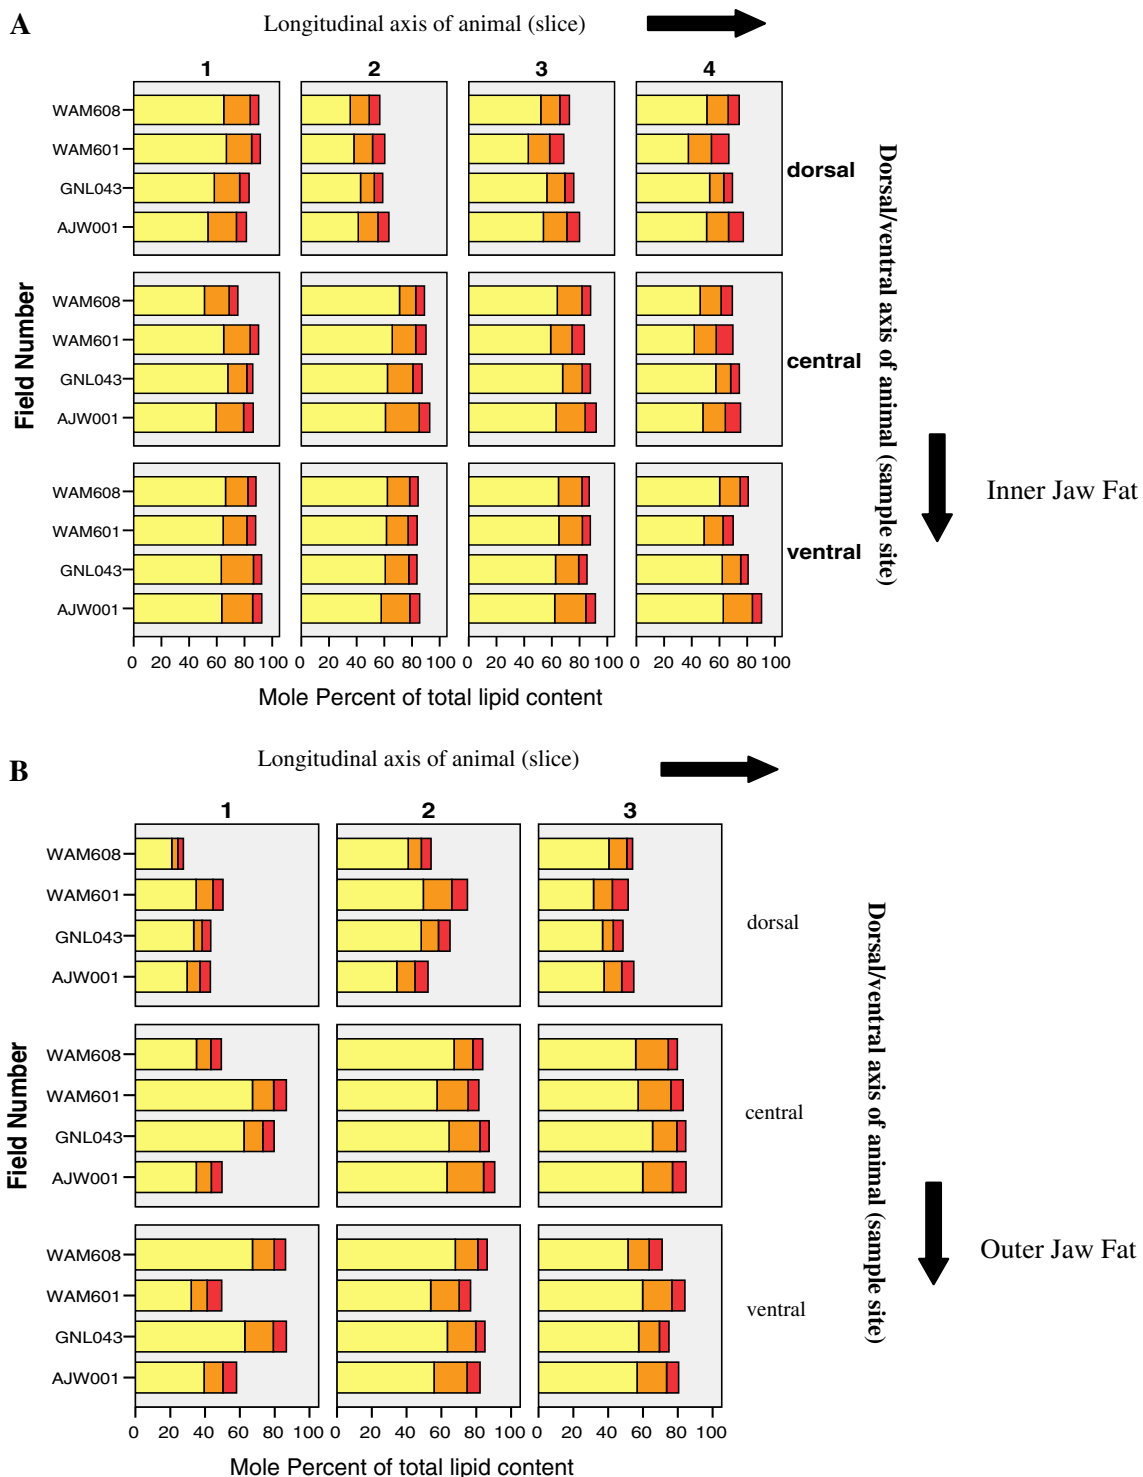 A
Longitudinal axis of animal (slice)
1 2 3 4
WAM608
WAM601
GNL043
AJW001
dorsal
WAM608
WAM601
GNL043
AJW001
central
WAM608
WAM601
GNL043
AJW001
ventral
Field Number
Dorsal/ventral axis of animal (sample site)
Inner Jaw Fat
0 20 40 60 80 100 0 20 40 60 80 100 0 20 40 60 80 100 0 20 40 60 80 100
Mole Percent of total lipid content
B
Longitudinal axis of animal (slice)
1 2 3
WAM608
WAM601
GNL043
AJW001
dorsal
WAM608
WAM601
GNL043
AJW001
central
WAM608
WAM601
GNL043
AJW001
ventral
Field Number
Dorsal/ventral axis of animal (sample site)
Outer Jaw Fat
0 20 40 60 80 100 0 20 40 60 80 100 0 20 40 60 80 100
Mole Percent of total lipid content